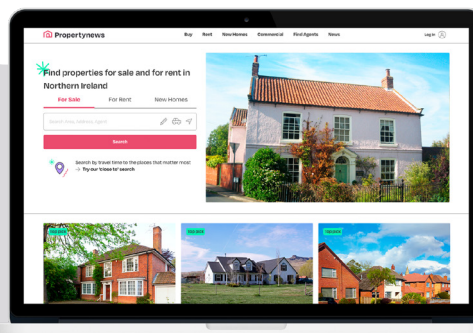 Propertynews
Buy Rent New Homes Commercial Find Agents News
Log in
Find properties for sale and for rent in
Northern Ireland
For Sale For Rent New Homes
Search
Search by travel time to the places that matter most
→ Try our 'close to' search